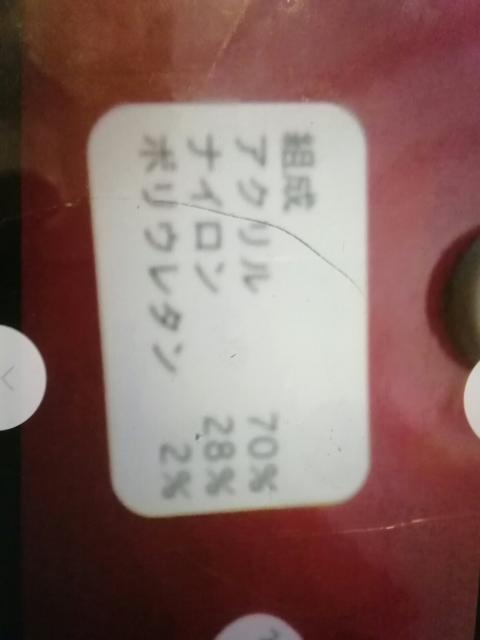 組成
アクリル 70%
ナイロン 28%
ポリウレタン 2%